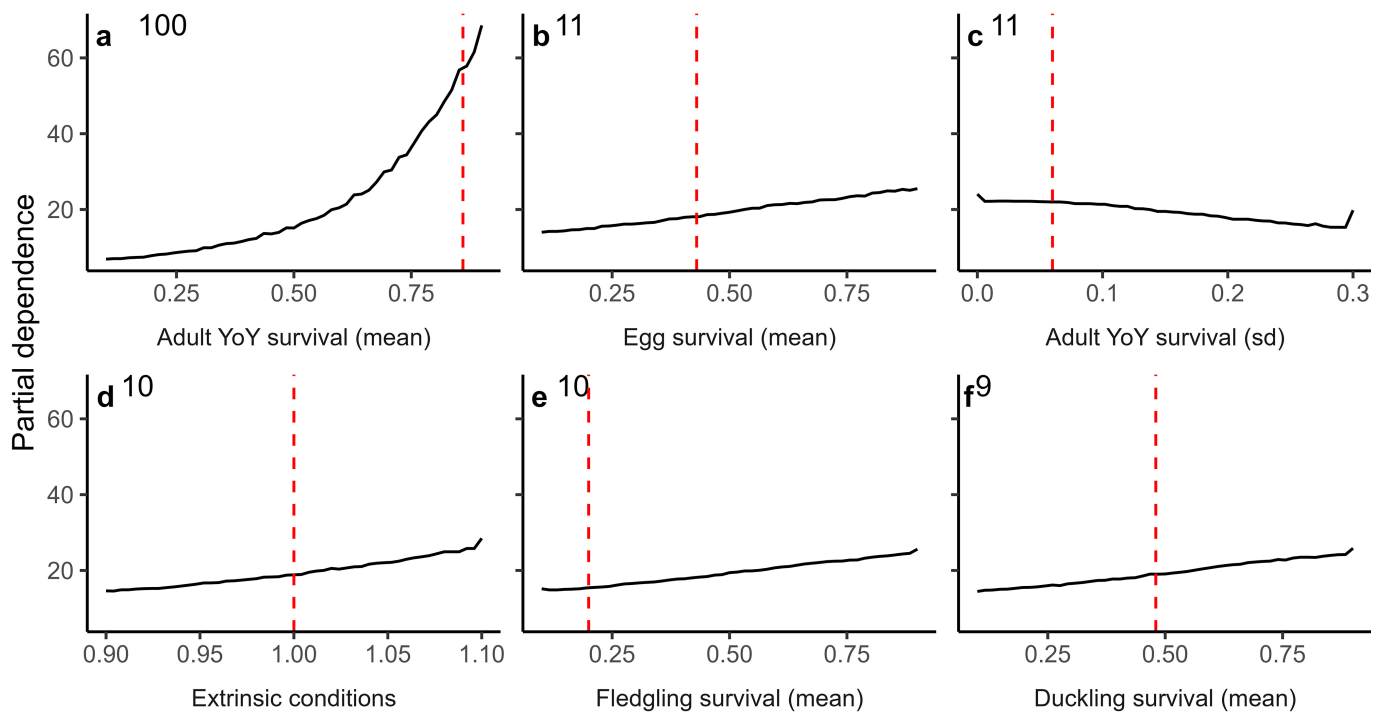 a 100
b 11
c 11
60
40
20
0.25 0.50 0.75
0.25 0.50 0.75
0.0 0.1 0.2 0.3
Adult YoY survival (mean)
Egg survival (mean)
Adult YoY survival (sd)
Partial dependence
d 10
e 10
f 9
60
40
20
0.90 0.95 1.00 1.05 1.10
0.25 0.50 0.75
0.25 0.50 0.75
Extrinsic conditions
Fledgling survival (mean)
Duckling survival (mean)